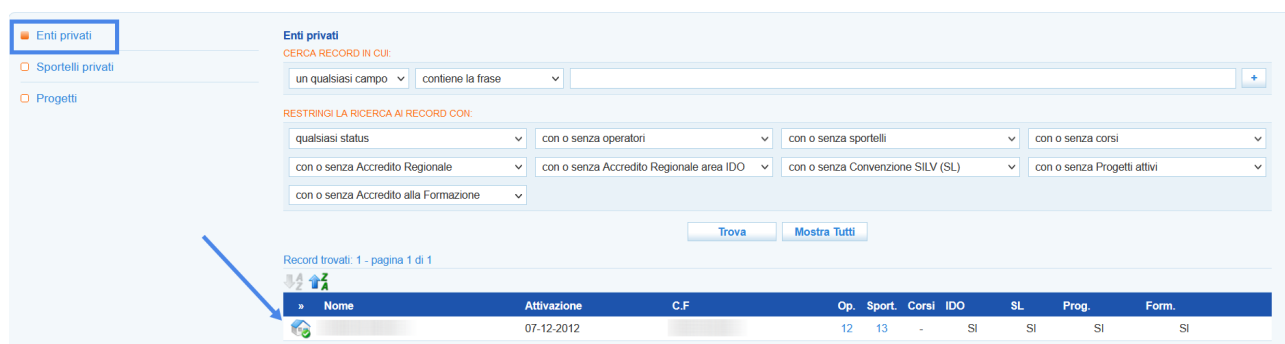 Enti privati
Sportelli privati
Progetti
Enti privati
CERCA RECORD IN CUI:
un qualsiasi campo contiene la frase +
RESTRINGI LA RICERCA AI RECORD CON:
qualsiasi status con o senza operatori con o senza sportelli con o senza corsi
con o senza Accredito Regionale con o senza Accredito Regionale area IDO con o senza Convenzione SILV (SL) con o senza Progetti attivi
con o senza Accredito alla Formazione
Trova Mostra Tutti
Record trovati: 1 - pagina 1 di 1
A Z Z A
» Nome Attivazione C.F Op. Sport. Corsi IDO SL Prog. Form.
07-12-2012 12 13 - SI SI SI SI